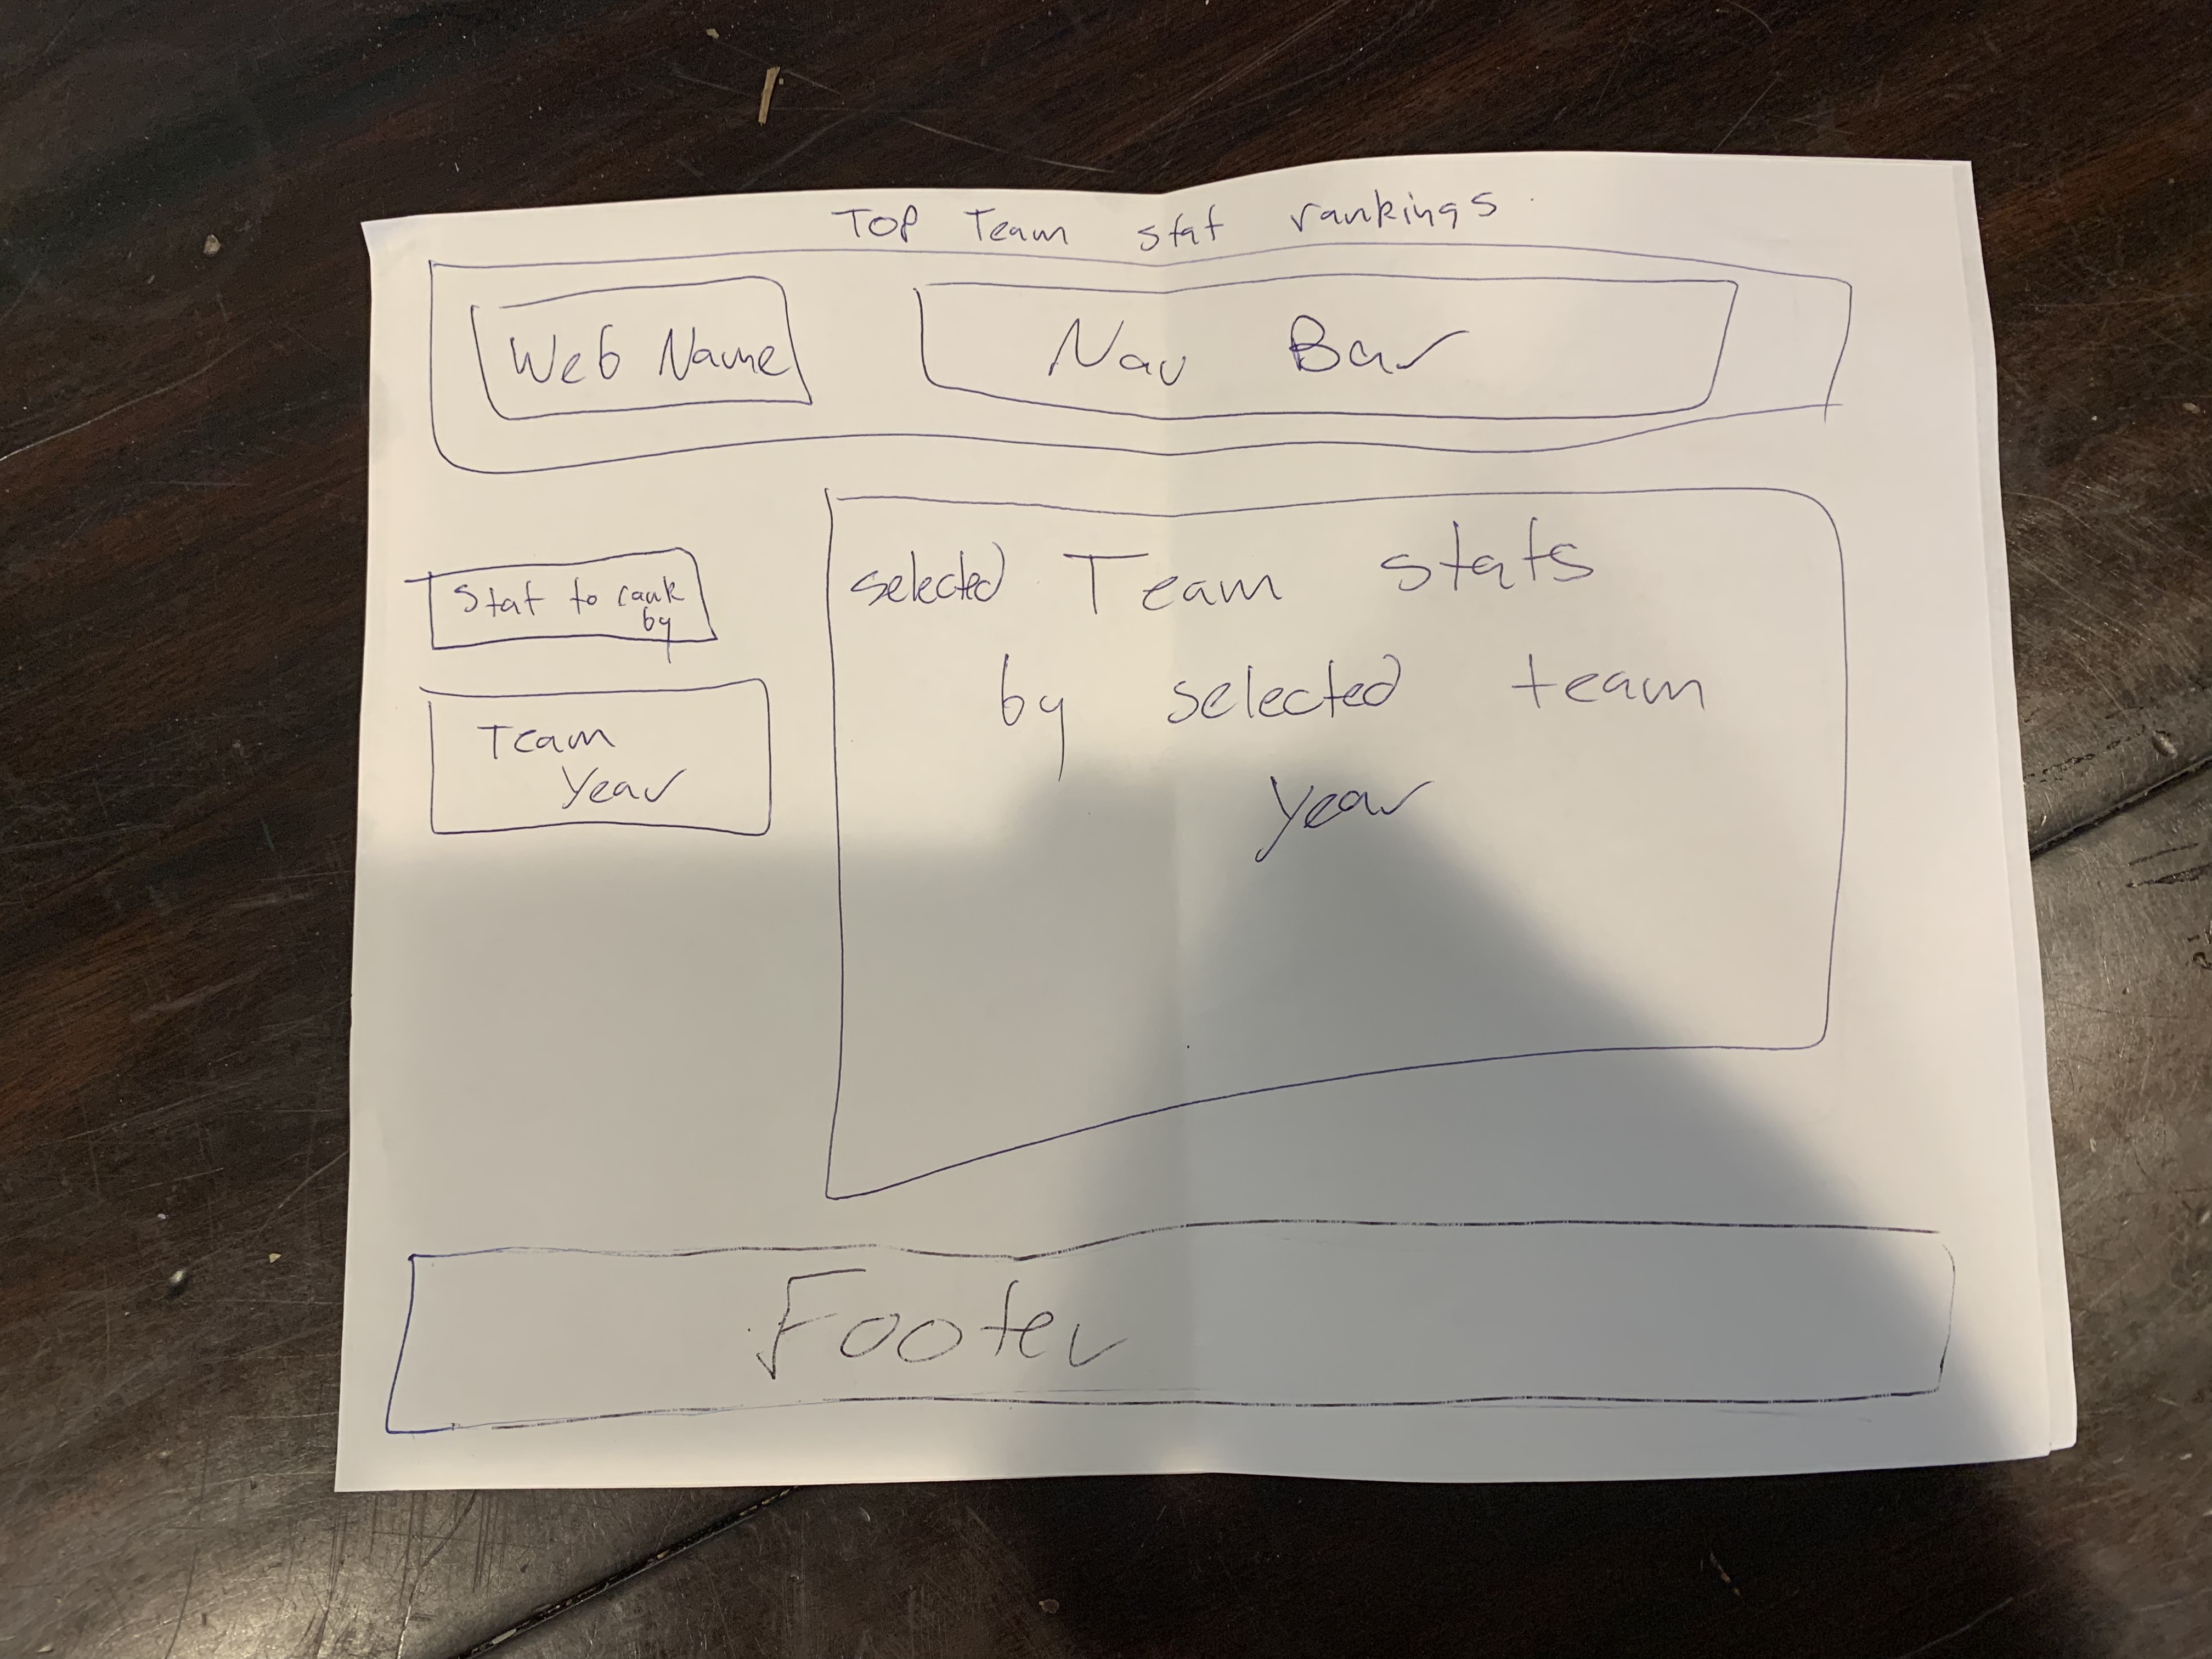 Top Team stat rankings
Web Name
Nav Bar
Stat to rank
by
Team
Year
selected Team stats
by selected team
year
Footer